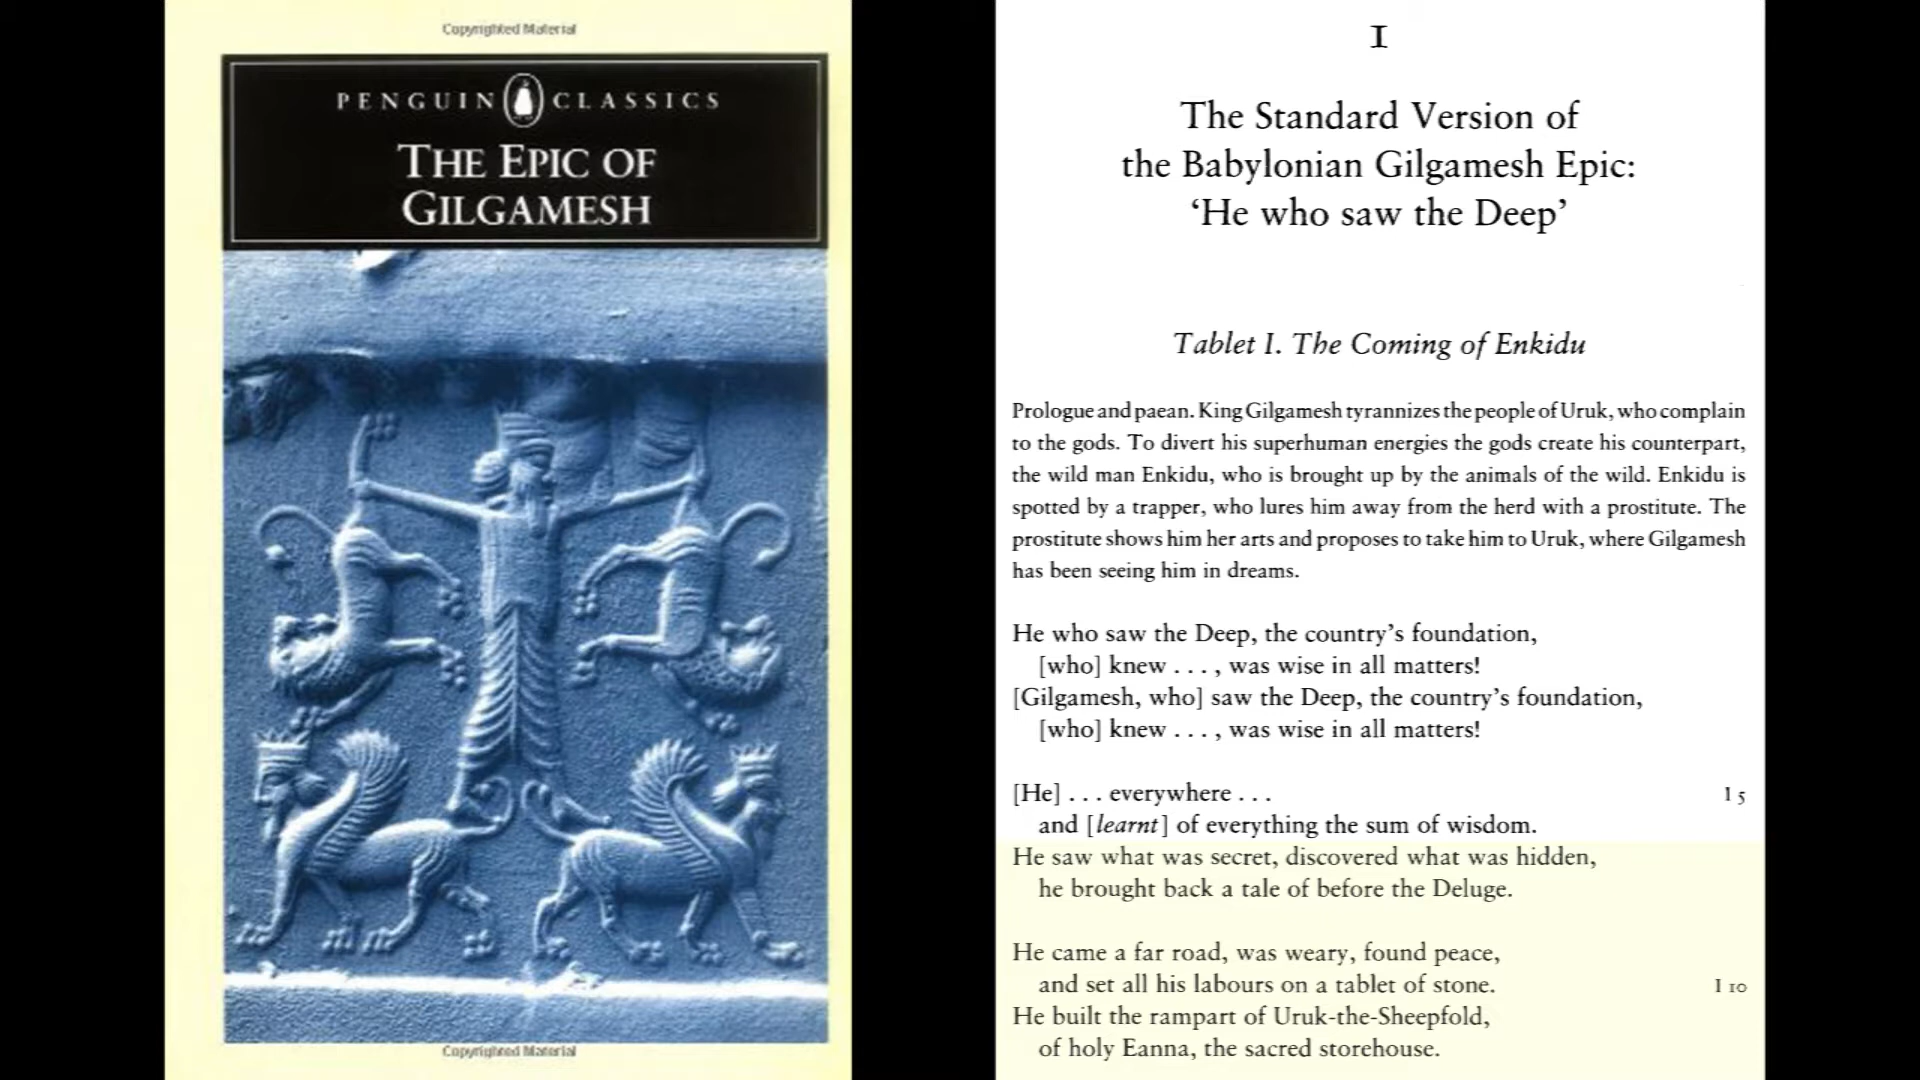 Copyrighted Material
PENGUIN CLASSICS
THE EPIC OF
GILGAMESH
Copyrighted Material
I
The Standard Version of
the Babylonian Gilgamesh Epic:
‘He who saw the Deep’
Tablet I. The Coming of Enkidu
Prologue and paean. King Gilgamesh tyrannizes the people of Uruk, who complain
to the gods. To divert his superhuman energies the gods create his counterpart,
the wild man Enkidu, who is brought up by the animals of the wild. Enkidu is
spotted by a trapper, who lures him away from the herd with a prostitute. The
prostitute shows him her arts and proposes to take him to Uruk, where Gilgamesh
has been seeing him in dreams.
He who saw the Deep, the country’s foundation,
[who] knew . . . , was wise in all matters!
[Gilgamesh, who] saw the Deep, the country’s foundation,
[who] knew . . . , was wise in all matters!
[He] . . . everywhere . . . I 5
and [learnt] of everything the sum of wisdom.
He saw what was secret, discovered what was hidden,
he brought back a tale of before the Deluge.
He came a far road, was weary, found peace,
and set all his labours on a tablet of stone. I 10
He built the rampart of Uruk-the-Sheepfold,
of holy Eanna, the sacred storehouse.